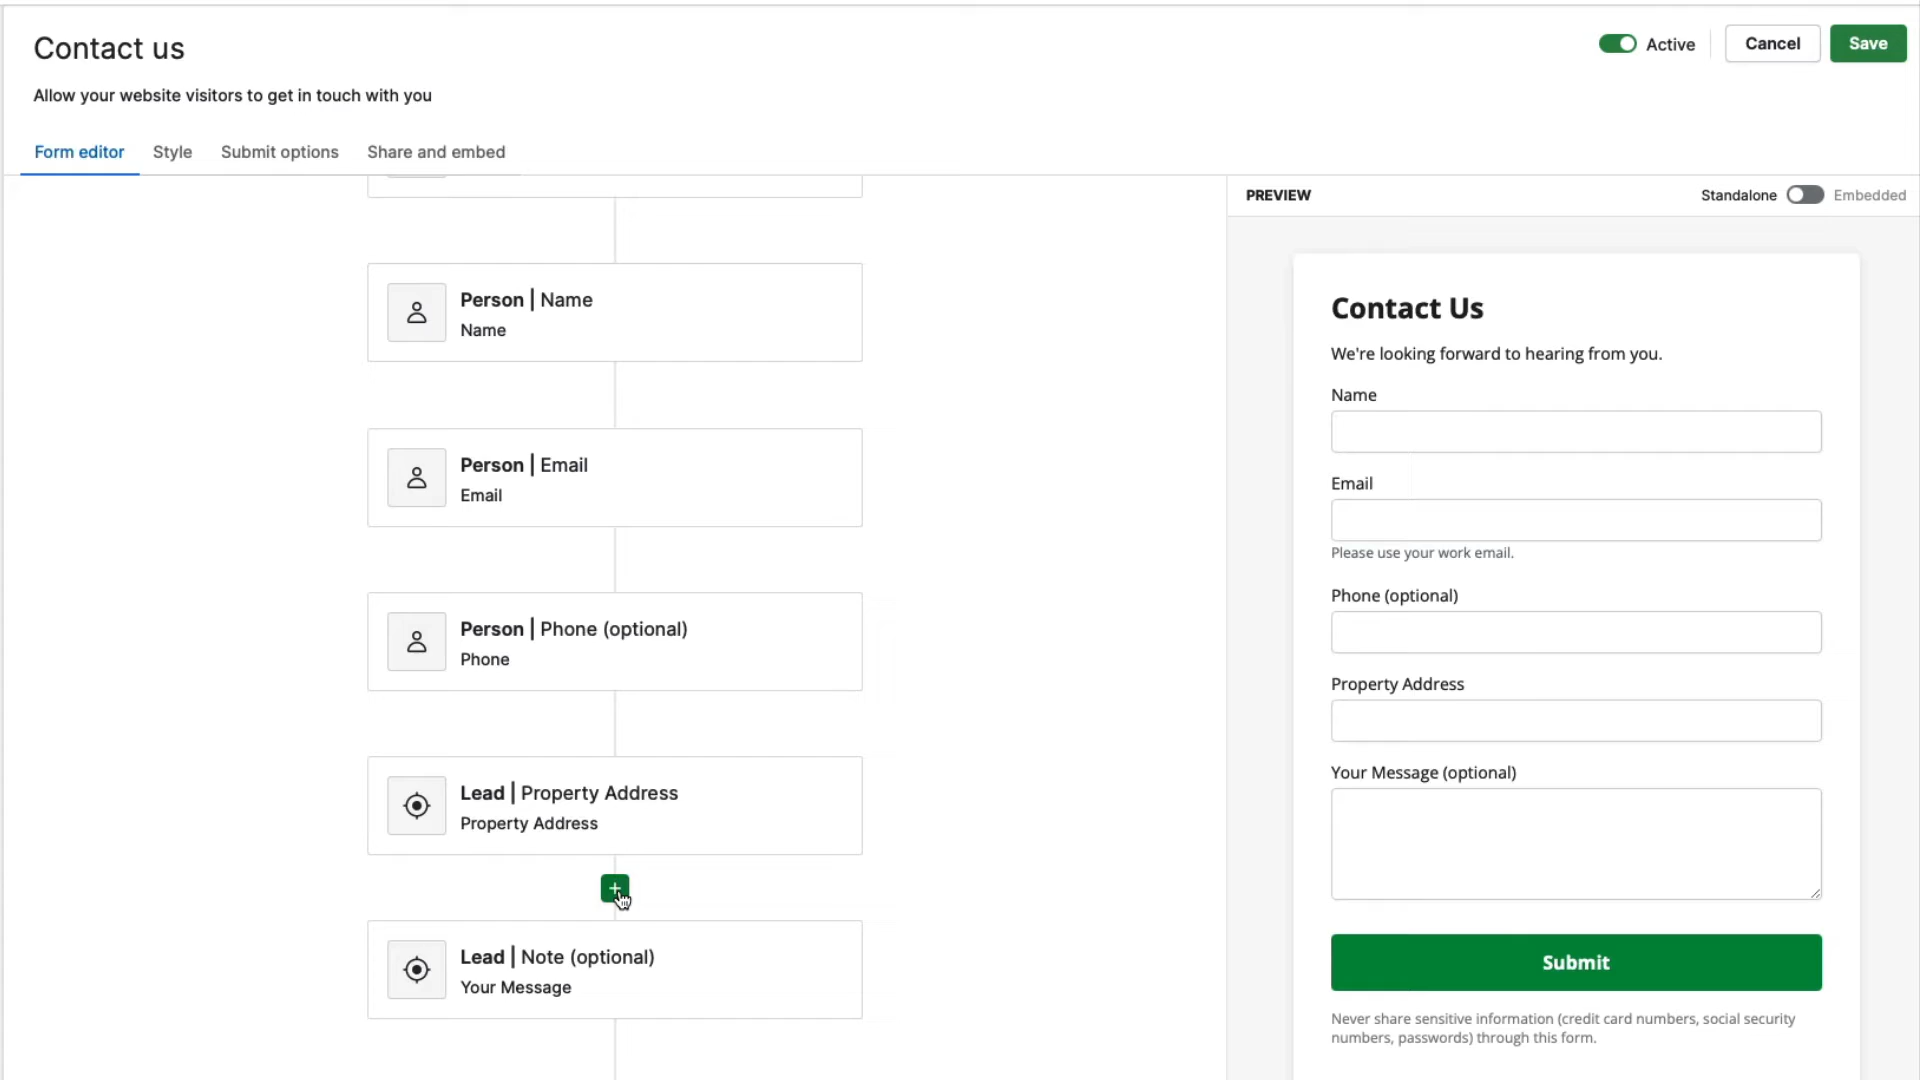 Contact us
Active
Cancel
Save
Allow your website visitors to get in touch with you
Form editor
Style
Submit options
Share and embed
PREVIEW
Standalone
Embedded
Person | Name
Name
Person | Email
Email
Person | Phone (optional)
Phone
Lead | Property Address
Property Address
Lead | Note (optional)
Your Message
Contact Us
We're looking forward to hearing from you.
Name
Email
Please use your work email.
Phone (optional)
Property Address
Your Message (optional)
Submit
Never share sensitive information (credit card numbers, social security
numbers, passwords) through this form.